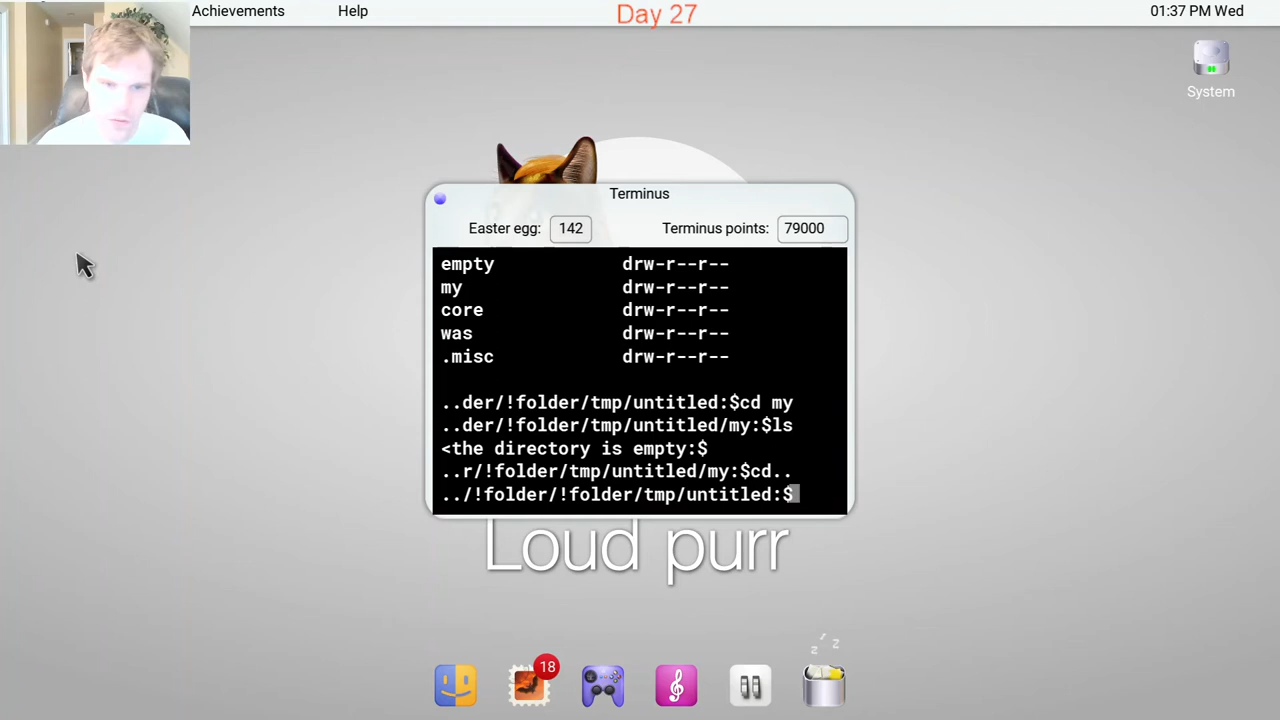 Achievements
Help
Day 27
01:37 PM Wed
System
Terminus
Easter egg: 142
Terminus points: 79000
empty drw-r--r--
my drw-r--r--
core drw-r--r--
was drw-r--r--
.misc drw-r--r--
..der/!folder/tmp/untitled:$cd my
..der/!folder/tmp/untitled/my:$ls
<the directory is empty:$
..r/!folder/tmp/untitled/my:$cd..
../!folder/!folder/tmp/untitled:$
Loud purr
z z
z
18